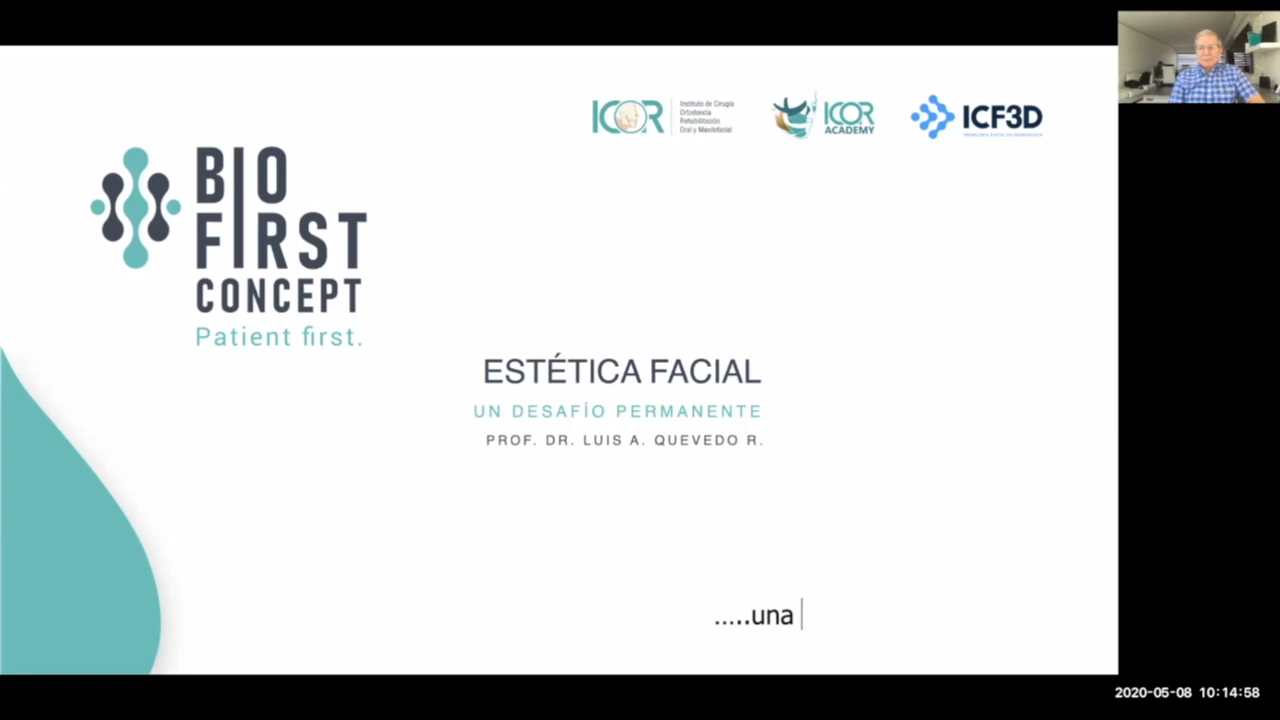 ICOR
Instituto de Cirugía
Ortodoncia
Rehabilitación
Oral y Maxilofacial
ICOR
ACADEMY
ICF3D
BIO
FIRST
CONCEPT
Patient first.
ESTÉTICA FACIAL
UN DESAFÍO PERMANENTE
PROF. DR. LUIS A. QUEVEDO R.
.....una
2020-05-08 10:14:58